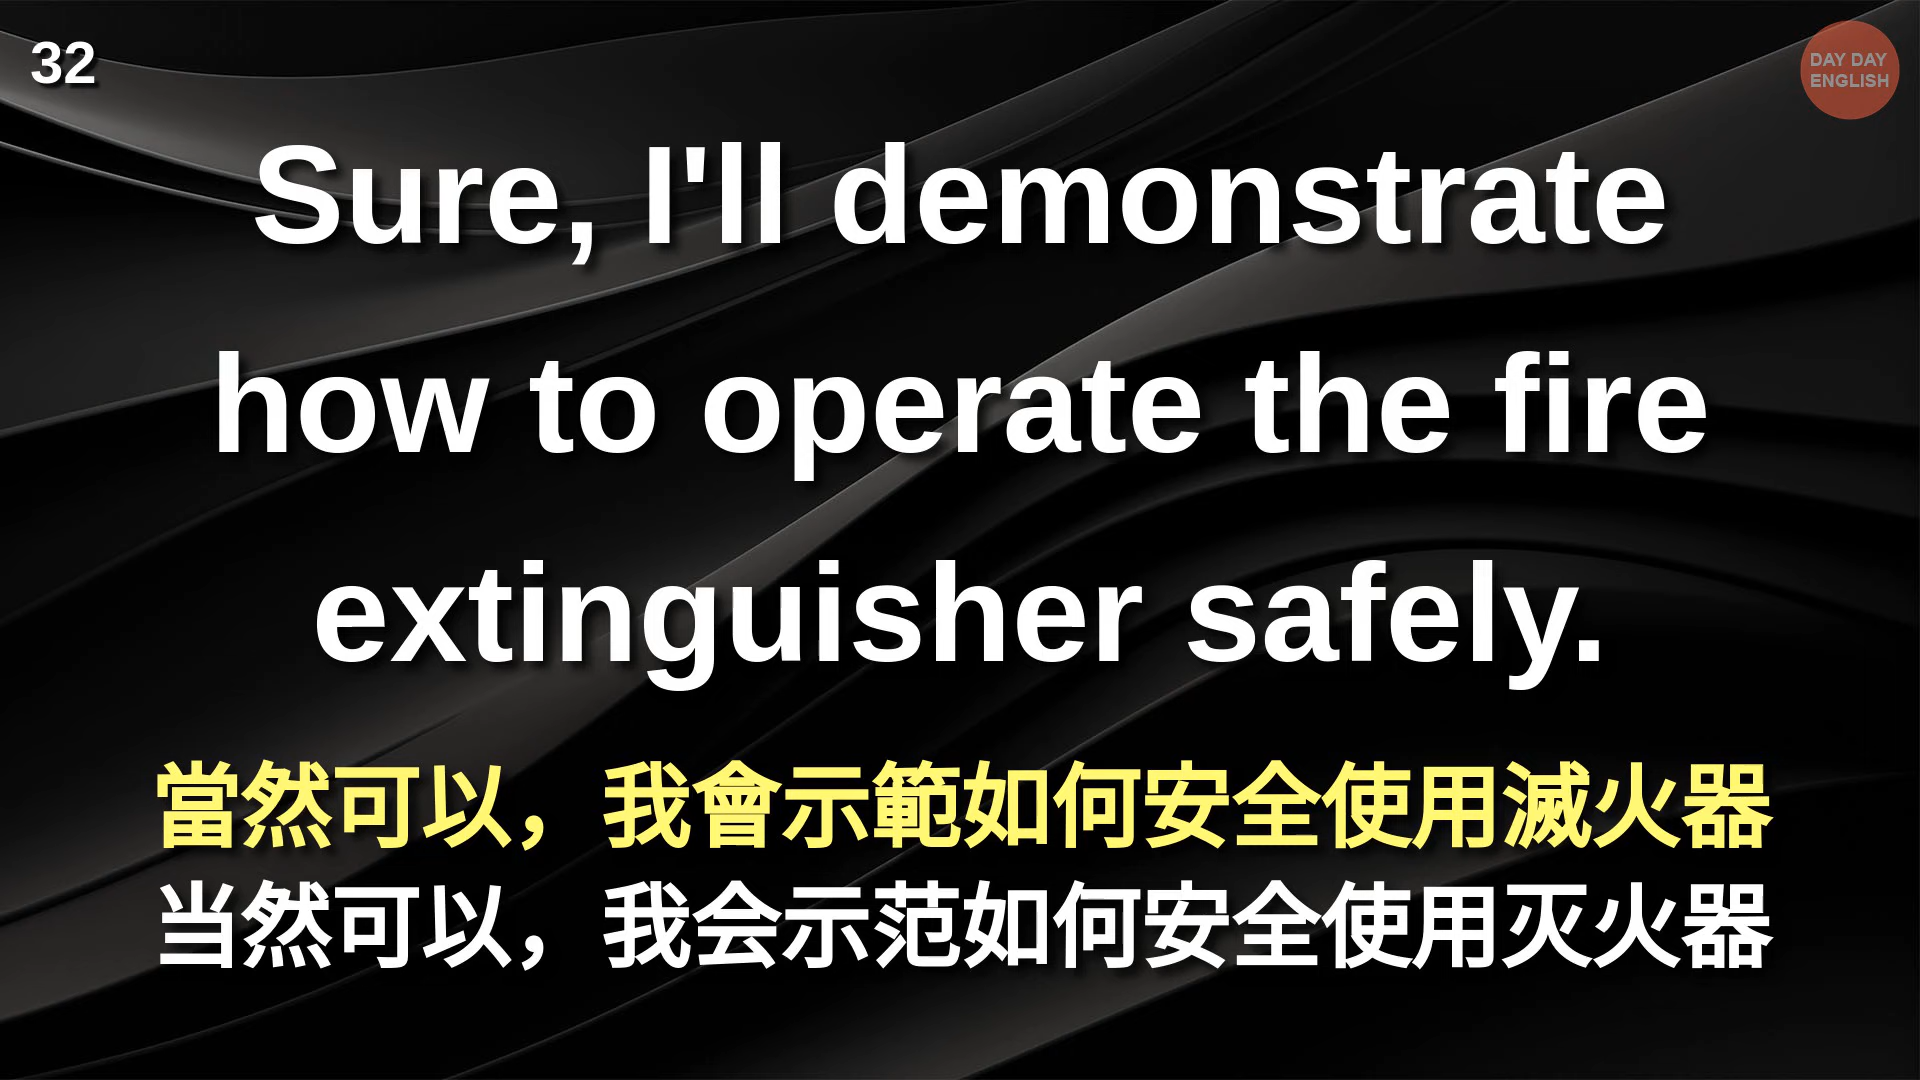 32
DAY DAY
ENGLISH
Sure, I'll demonstrate
how to operate the fire
extinguisher safely.
當然可以，我會示範如何安全使用滅火器
当然可以，我会示范如何安全使用灭火器